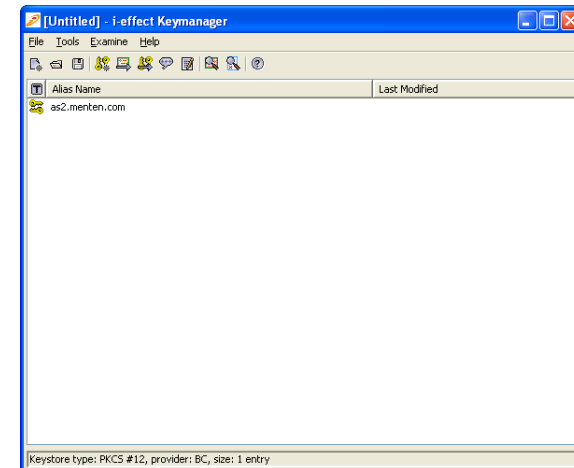 [Untitled] - i-effect Keymanager
File Tools Examine Help
T Alias Name Last Modified
as2.menten.com
Keystore type: PKCS #12, provider: BC, size: 1 entry